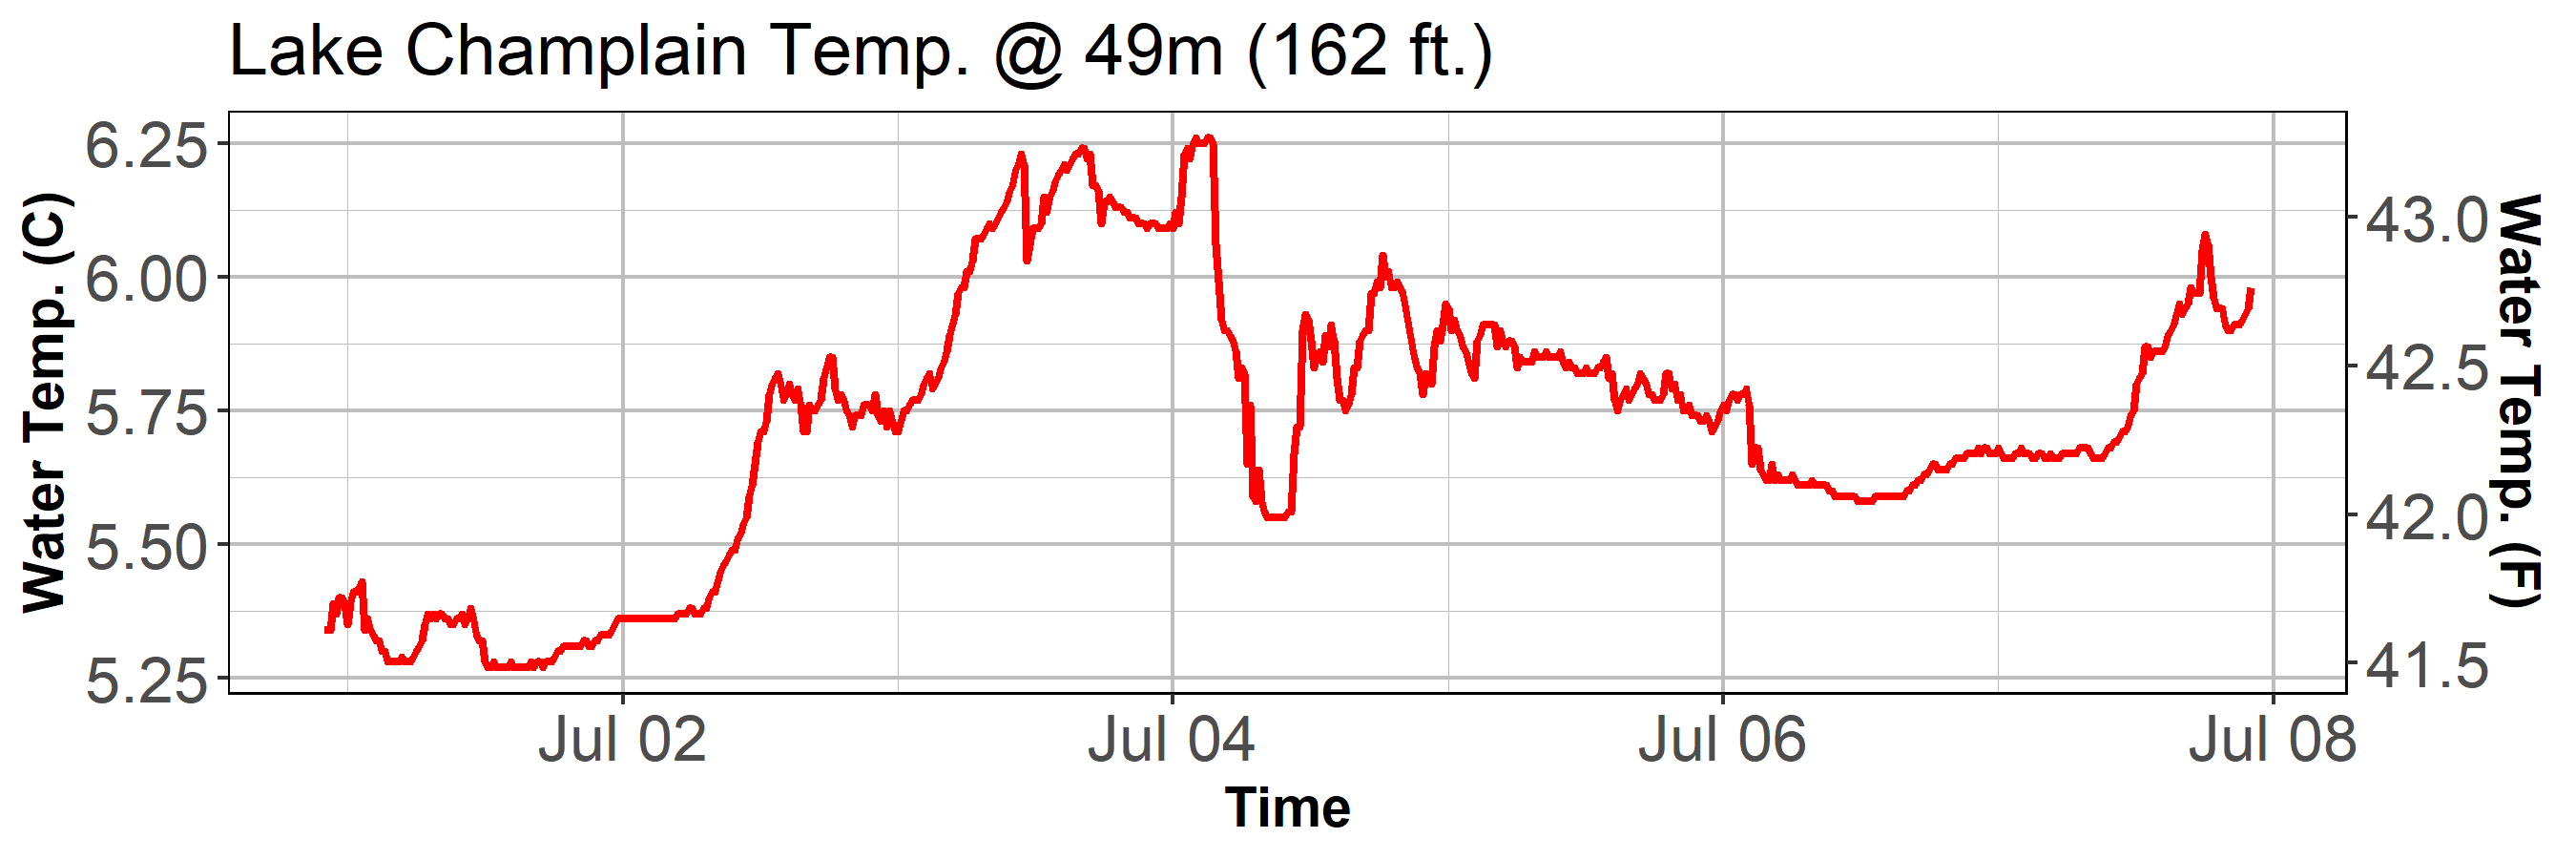 Lake Champlain Temp. @ 49m (162 ft.)
Water Temp. (C)
6.25
6.00
5.75
5.50
5.25
43.0
42.5
42.0
41.5
Water Temp. (F)
Jul 02 Jul 04 Jul 06 Jul 08
Time